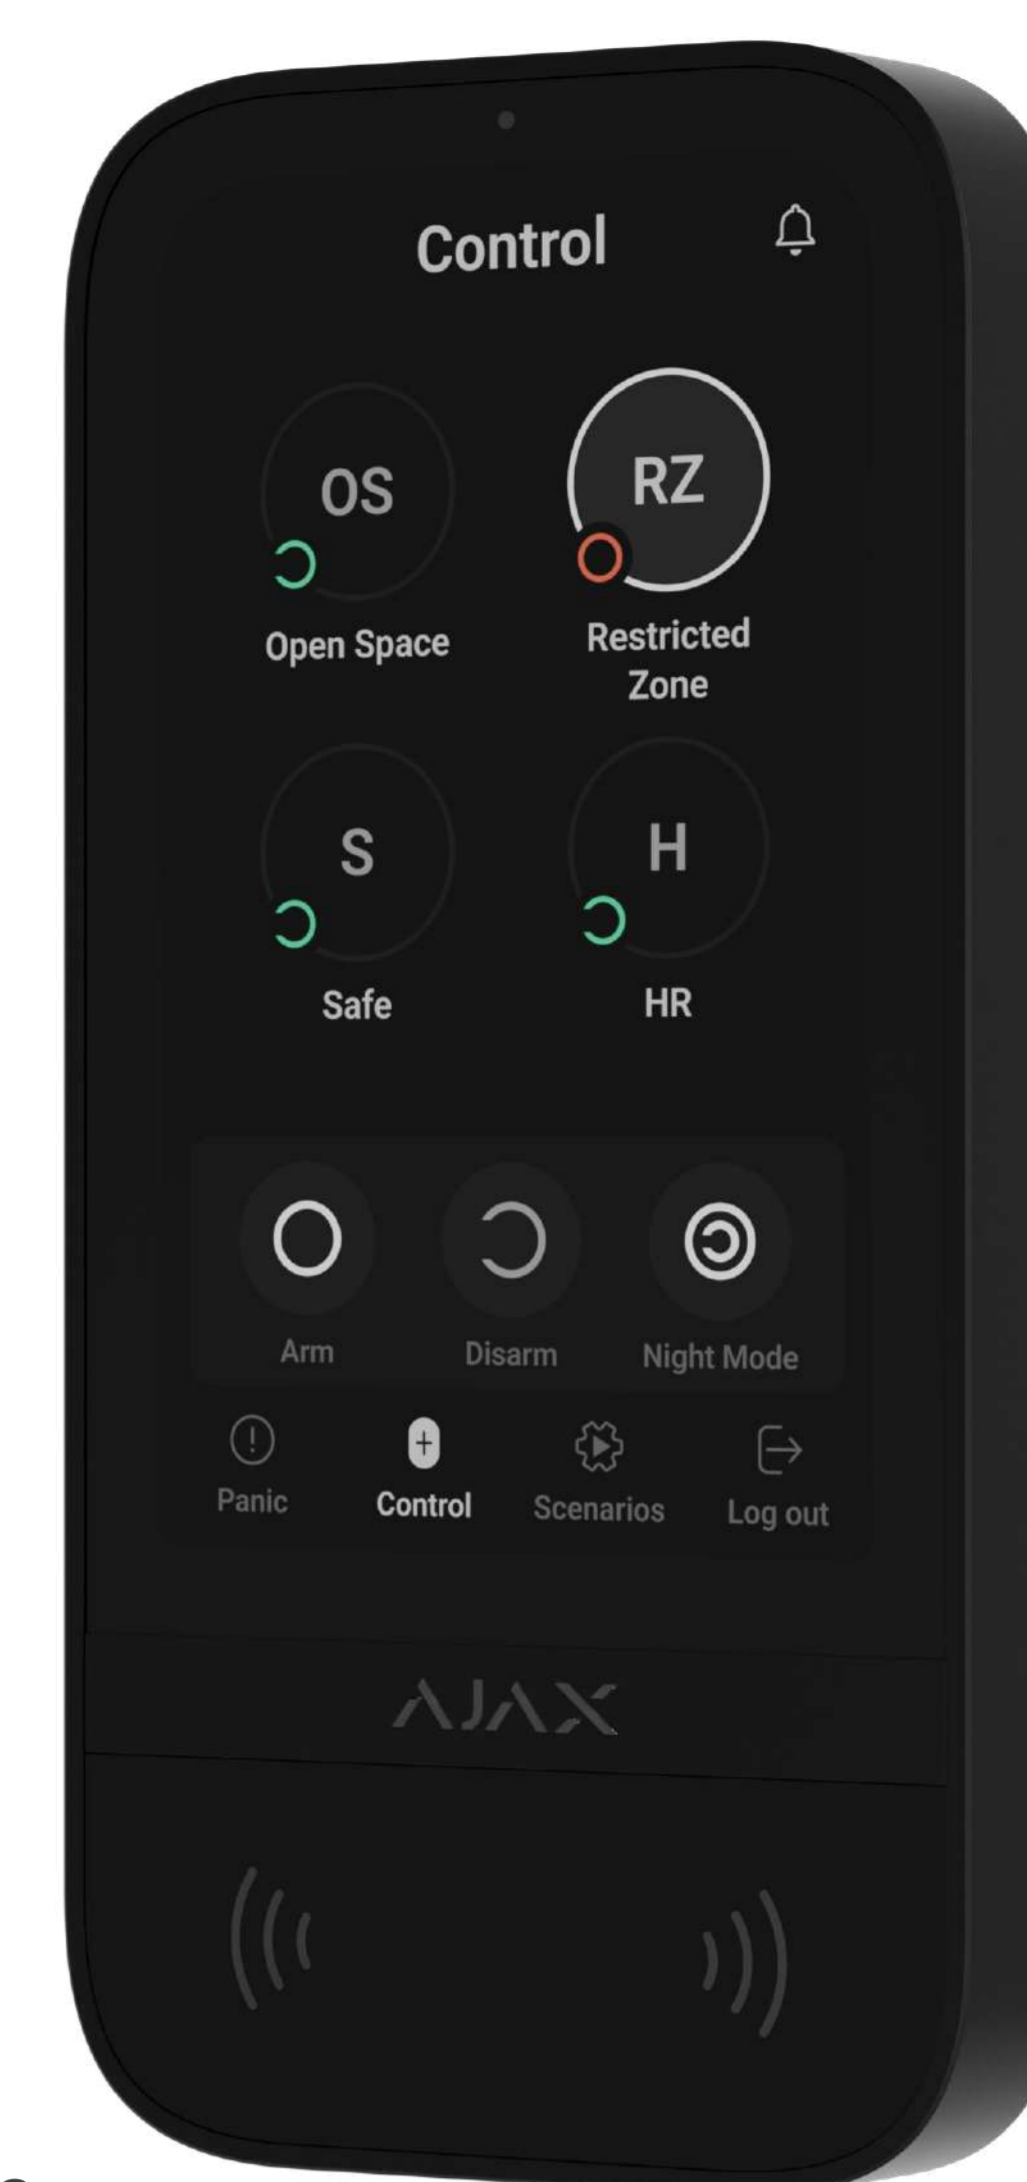 Control
OS
RZ
Open Space
Restricted
Zone
S
H
Safe
HR
Arm
Disarm
Night Mode
Panic
Control
Scenarios
Log out
AJAX